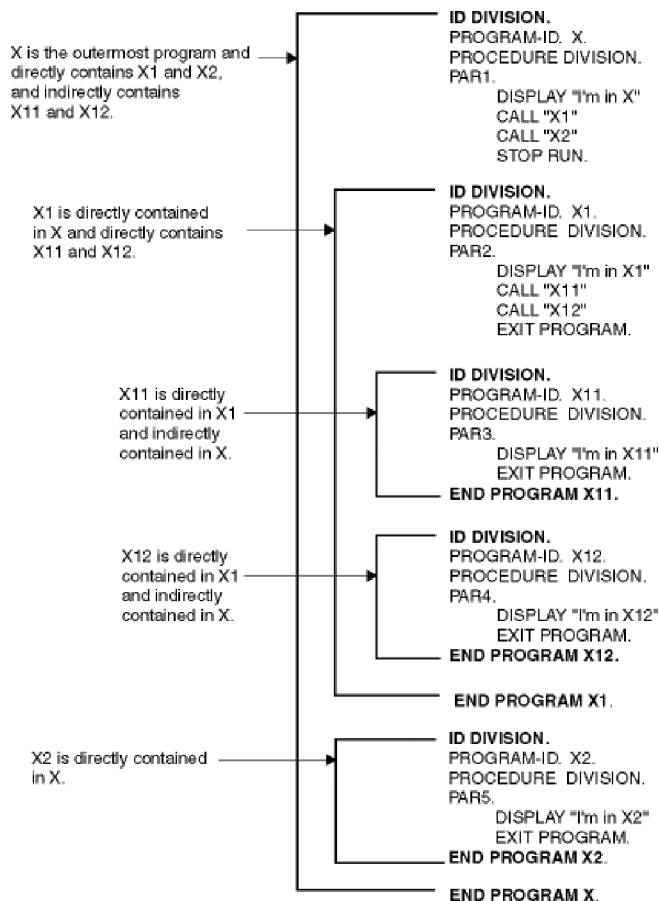 X is the outermost program and
directly contains X1 and X2,
and indirectly contains
X11 and X12.
ID DIVISION.
PROGRAM-ID. X.
PROCEDURE DIVISION.
PAR1.
DISPLAY "I'm in X"
CALL "X1"
CALL "X2"
STOP RUN.
X1 is directly contained
in X and directly contains
X11 and X12.
ID DIVISION.
PROGRAM-ID. X1.
PROCEDURE DIVISION.
PAR2.
DISPLAY "I'm in X1"
CALL "X11"
CALL "X12"
EXIT PROGRAM.
X11 is directly
contained in X1
and indirectly
contained in X.
ID DIVISION.
PROGRAM-ID. X11.
PROCEDURE DIVISION.
PAR3.
DISPLAY "I'm in X11"
EXIT PROGRAM.
END PROGRAM X11.
X12 is directly
contained in X1
and indirectly
contained in X.
ID DIVISION.
PROGRAM-ID. X12.
PROCEDURE DIVISION.
PAR4.
DISPLAY "I'm in X12"
EXIT PROGRAM.
END PROGRAM X12.
END PROGRAM X1.
X2 is directly contained
in X.
ID DIVISION.
PROGRAM-ID. X2.
PROCEDURE DIVISION.
PAR5.
DISPLAY "I'm in X2"
EXIT PROGRAM.
END PROGRAM X2.
END PROGRAM X.